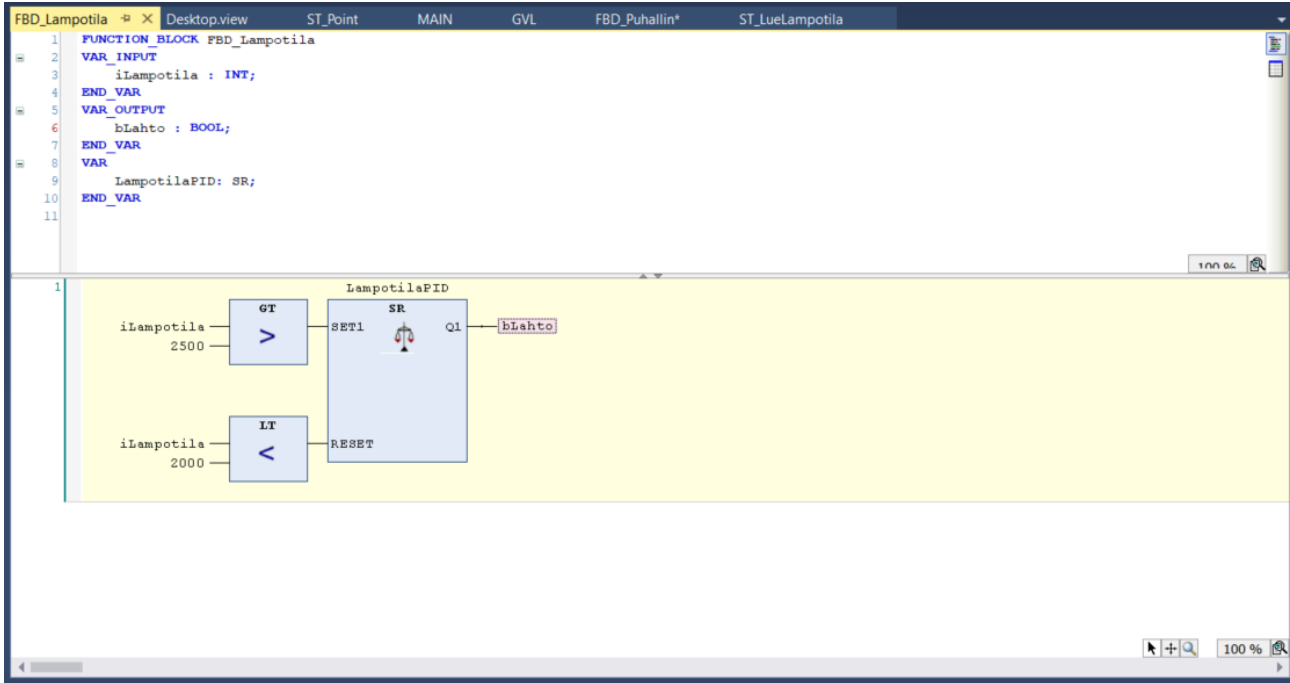 FBD_Lampotila Desktop.view ST_Point MAIN GVL FBD_Puhallin* ST_LueLampotila
1 FUNCTION_BLOCK FBD_Lampotila
2 VAR_INPUT
3 iLampotila : INT;
4 END_VAR
5 VAR_OUTPUT
6 bLahto : BOOL;
7 END_VAR
8 VAR
9 LampotilaPID: SR;
10 END_VAR
11
100 %
1
LampotilaPID
GT SR
iLampotila > SET1 Q1 bLahto
2500
LT
iLampotila < RESET
2000
100 %